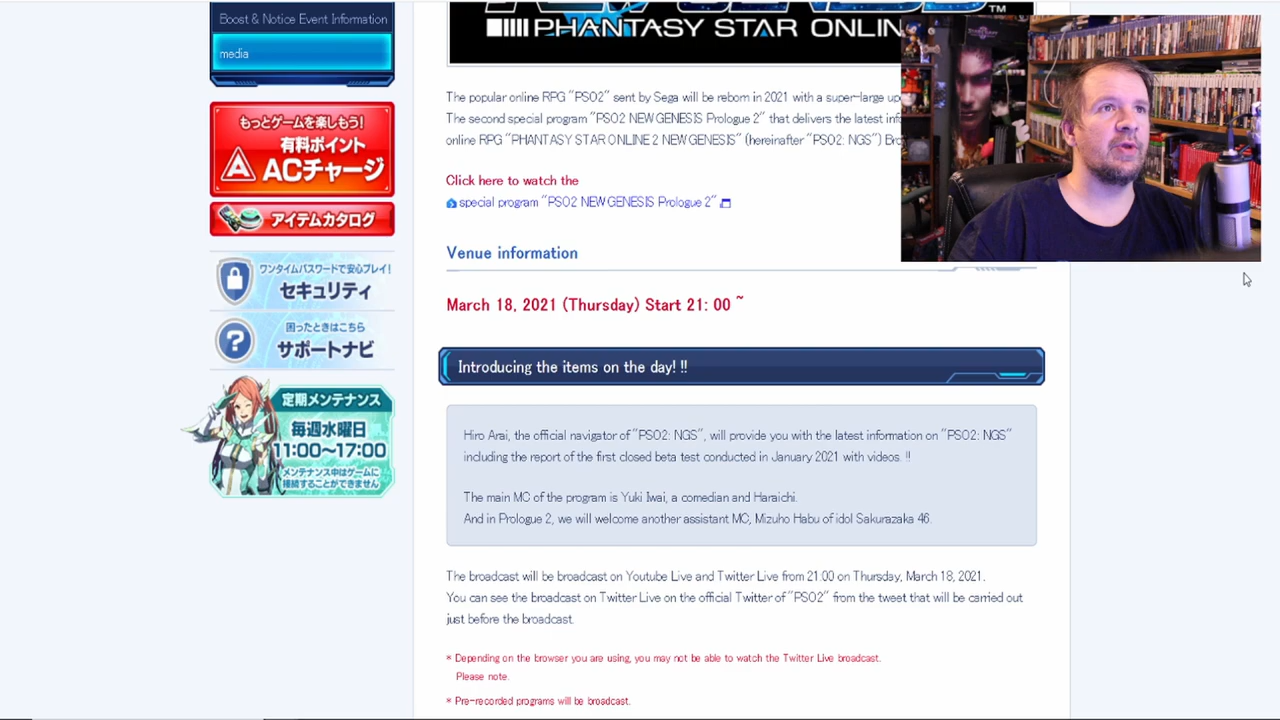 Boost & Notice Event Information
media
もっとゲームを楽しもう!
有料ポイント
ACチャージ
アイテムカタログ
ワンタイムパスワードで安心プレイ!
セキュリティ
困ったときはこちら
サポートナビ
定期メンテナンス
毎週水曜日
11:00～17:00
メンテナンス中はゲームに
接続することができません
PHANTASY STAR ONLIN
TM
The popular online RPG "PSO2" sent by Sega will be reborn in 2021 with a super-large
The second special program "PSO2 NEW GENESIS Prologue 2" that delivers the latest
online RPG "PHANTASY STAR ONLINE 2 NEW GENESIS" (hereinafter "PSO2: NGS")
Click here to watch the
special program "PSO2 NEW GENESIS Prologue 2"
Venue information
March 18, 2021 (Thursday) Start 21: 00 ~
Introducing the items on the day! !!
Hiro Arai, the official navigator of "PSO2: NGS", will provide you with the latest information on "PSO2: NGS"
including the report of the first closed beta test conducted in January 2021 with videos. !!
The main MC of the program is Yuki Iwai, a comedian and Haraichi.
And in Prologue 2, we will welcome another assistant MC, Mizuho Habu of idol Sakurazaka 46.
The broadcast will be broadcast on Youtube Live and Twitter Live from 21:00 on Thursday, March 18, 2021.
You can see the broadcast on Twitter Live on the official Twitter of "PSO2" from the tweet that will be carried out
just before the broadcast.
* Depending on the browser you are using, you may not be able to watch the Twitter Live broadcast.
Please note.
* Pre-recorded programs will be broadcast.